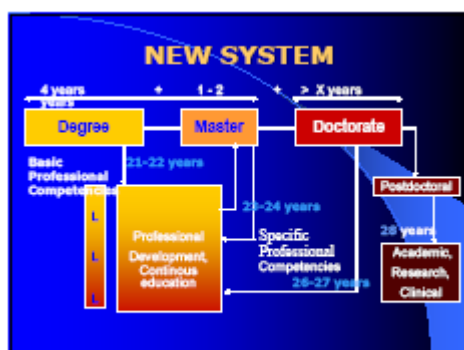 NEW SYSTEM
4 years + 1 - 2 + > X years
years
Degree Master Doctorate
Basic
Professional
Competencies
21-22 years
Postdoctoral
L
L
L
Professional
Development,
Continous
education
23-24 years
Specific
Professional
Competencies
26-27 years
28 years
Academic,
Research,
Clinical